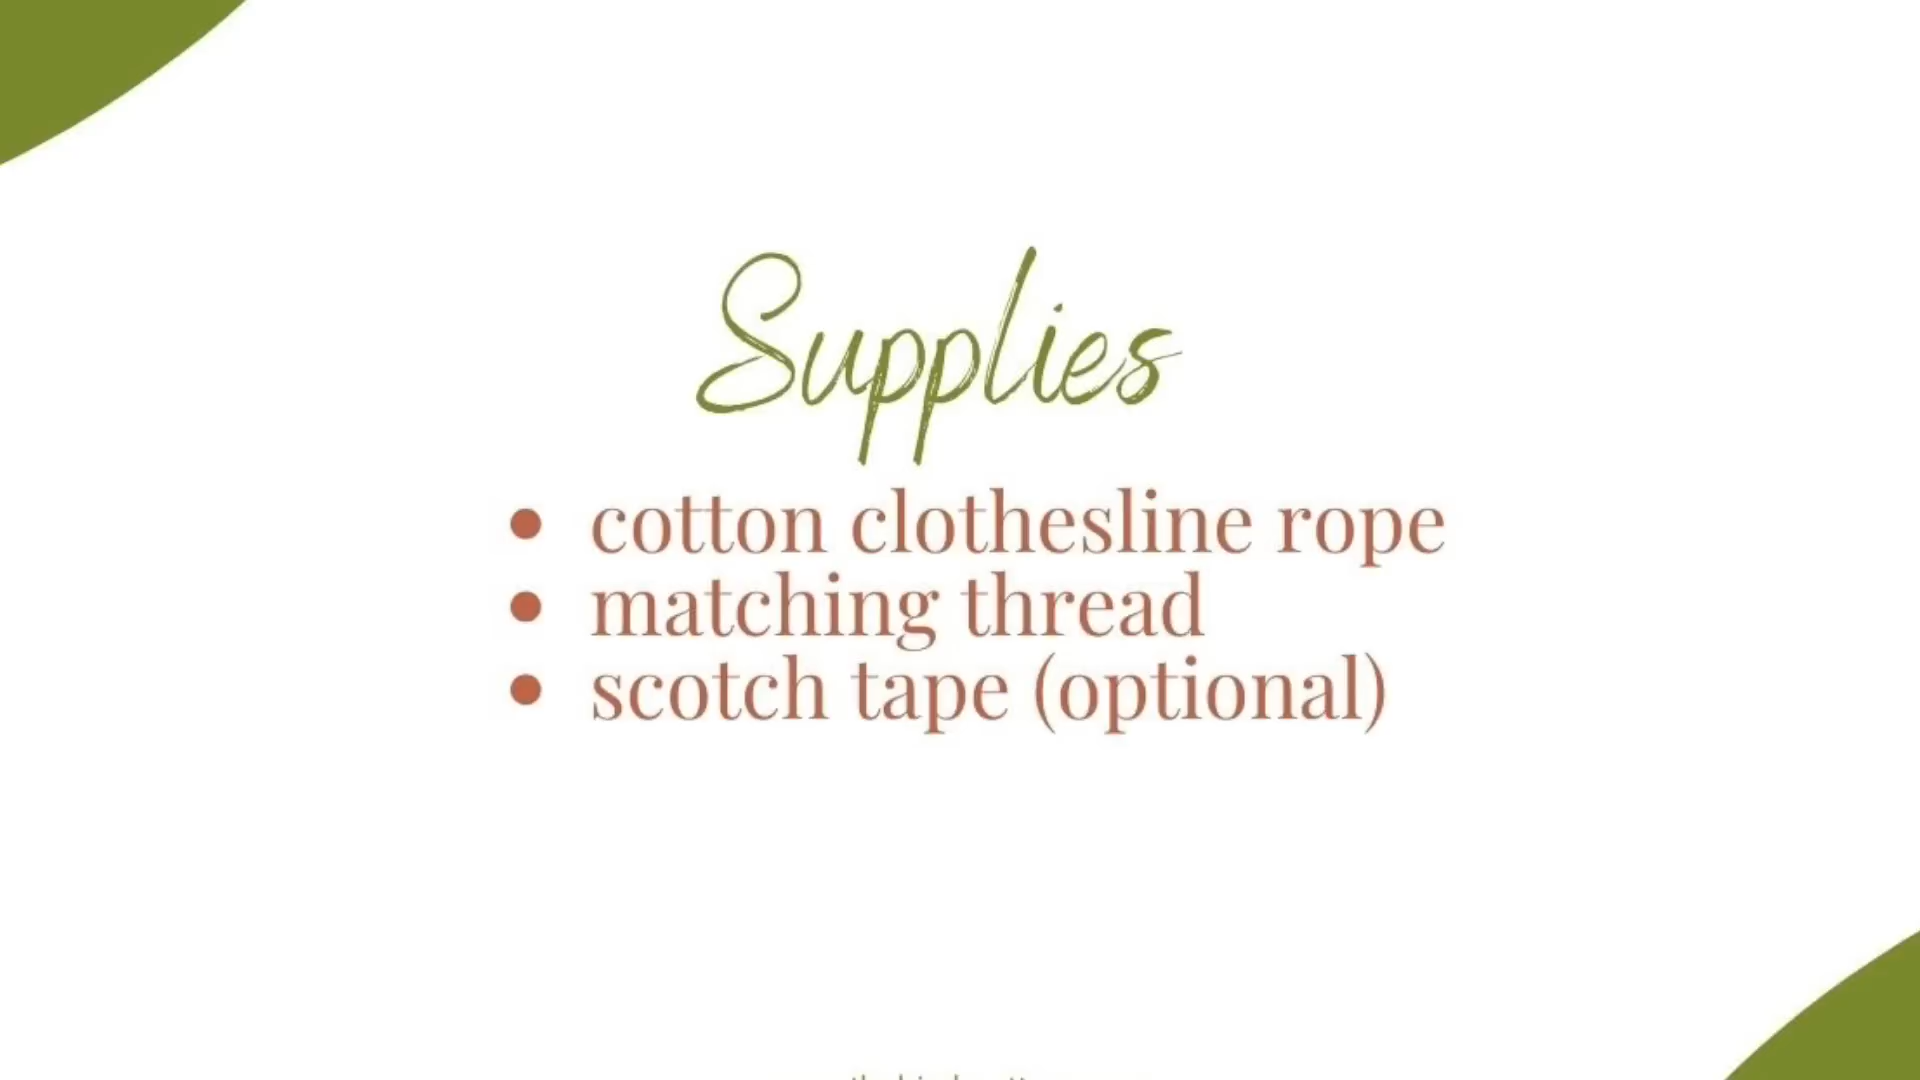 Supplies
• cotton clothesline rope
• matching thread
• scotch tape (optional)